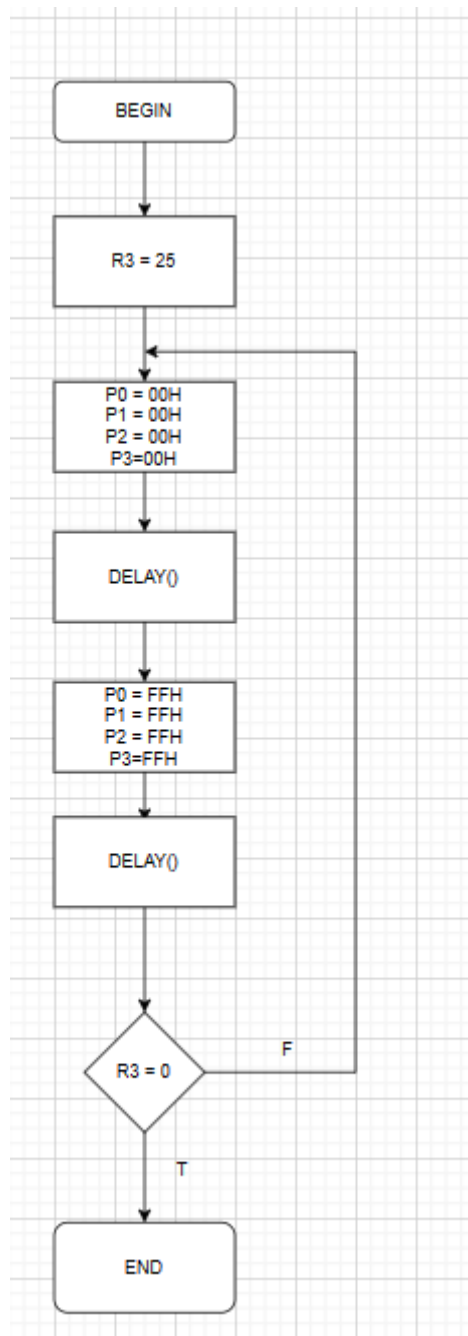 BEGIN
R3 = 25
P0 = 00H
P1 = 00H
P2 = 00H
P3=00H
DELAY()
P0 = FFH
P1 = FFH
P2 = FFH
P3=FFH
DELAY()
R3 = 0
F
T
END